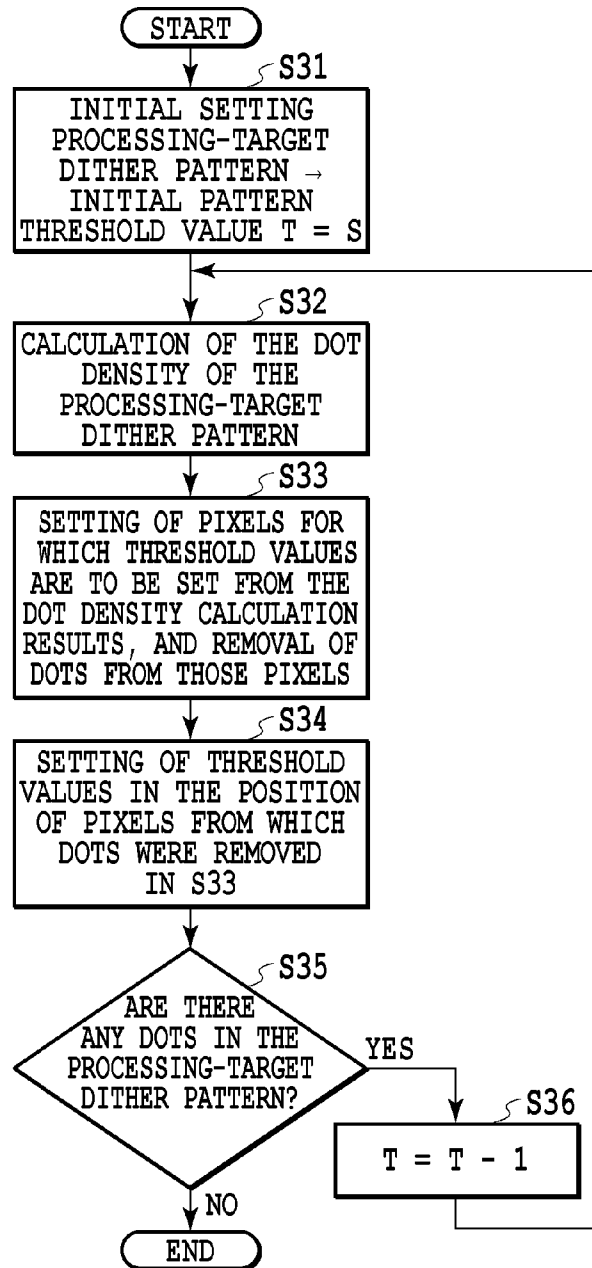 START
S31
INITIAL SETTING
PROCESSING-TARGET
DITHER PATTERN →
INITIAL PATTERN
THRESHOLD VALUE T = S
S32
CALCULATION OF THE DOT
DENSITY OF THE
PROCESSING-TARGET
DITHER PATTERN
S33
SETTING OF PIXELS FOR
WHICH THRESHOLD VALUES
ARE TO BE SET FROM THE
DOT DENSITY CALCULATION
RESULTS, AND REMOVAL OF
DOTS FROM THOSE PIXELS
S34
SETTING OF THRESHOLD
VALUES IN THE POSITION
OF PIXELS FROM WHICH
DOTS WERE REMOVED
IN S33
S35
ARE THERE
ANY DOTS IN THE
PROCESSING-TARGET
DITHER PATTERN?
YES
S36
T = T - 1
NO
END